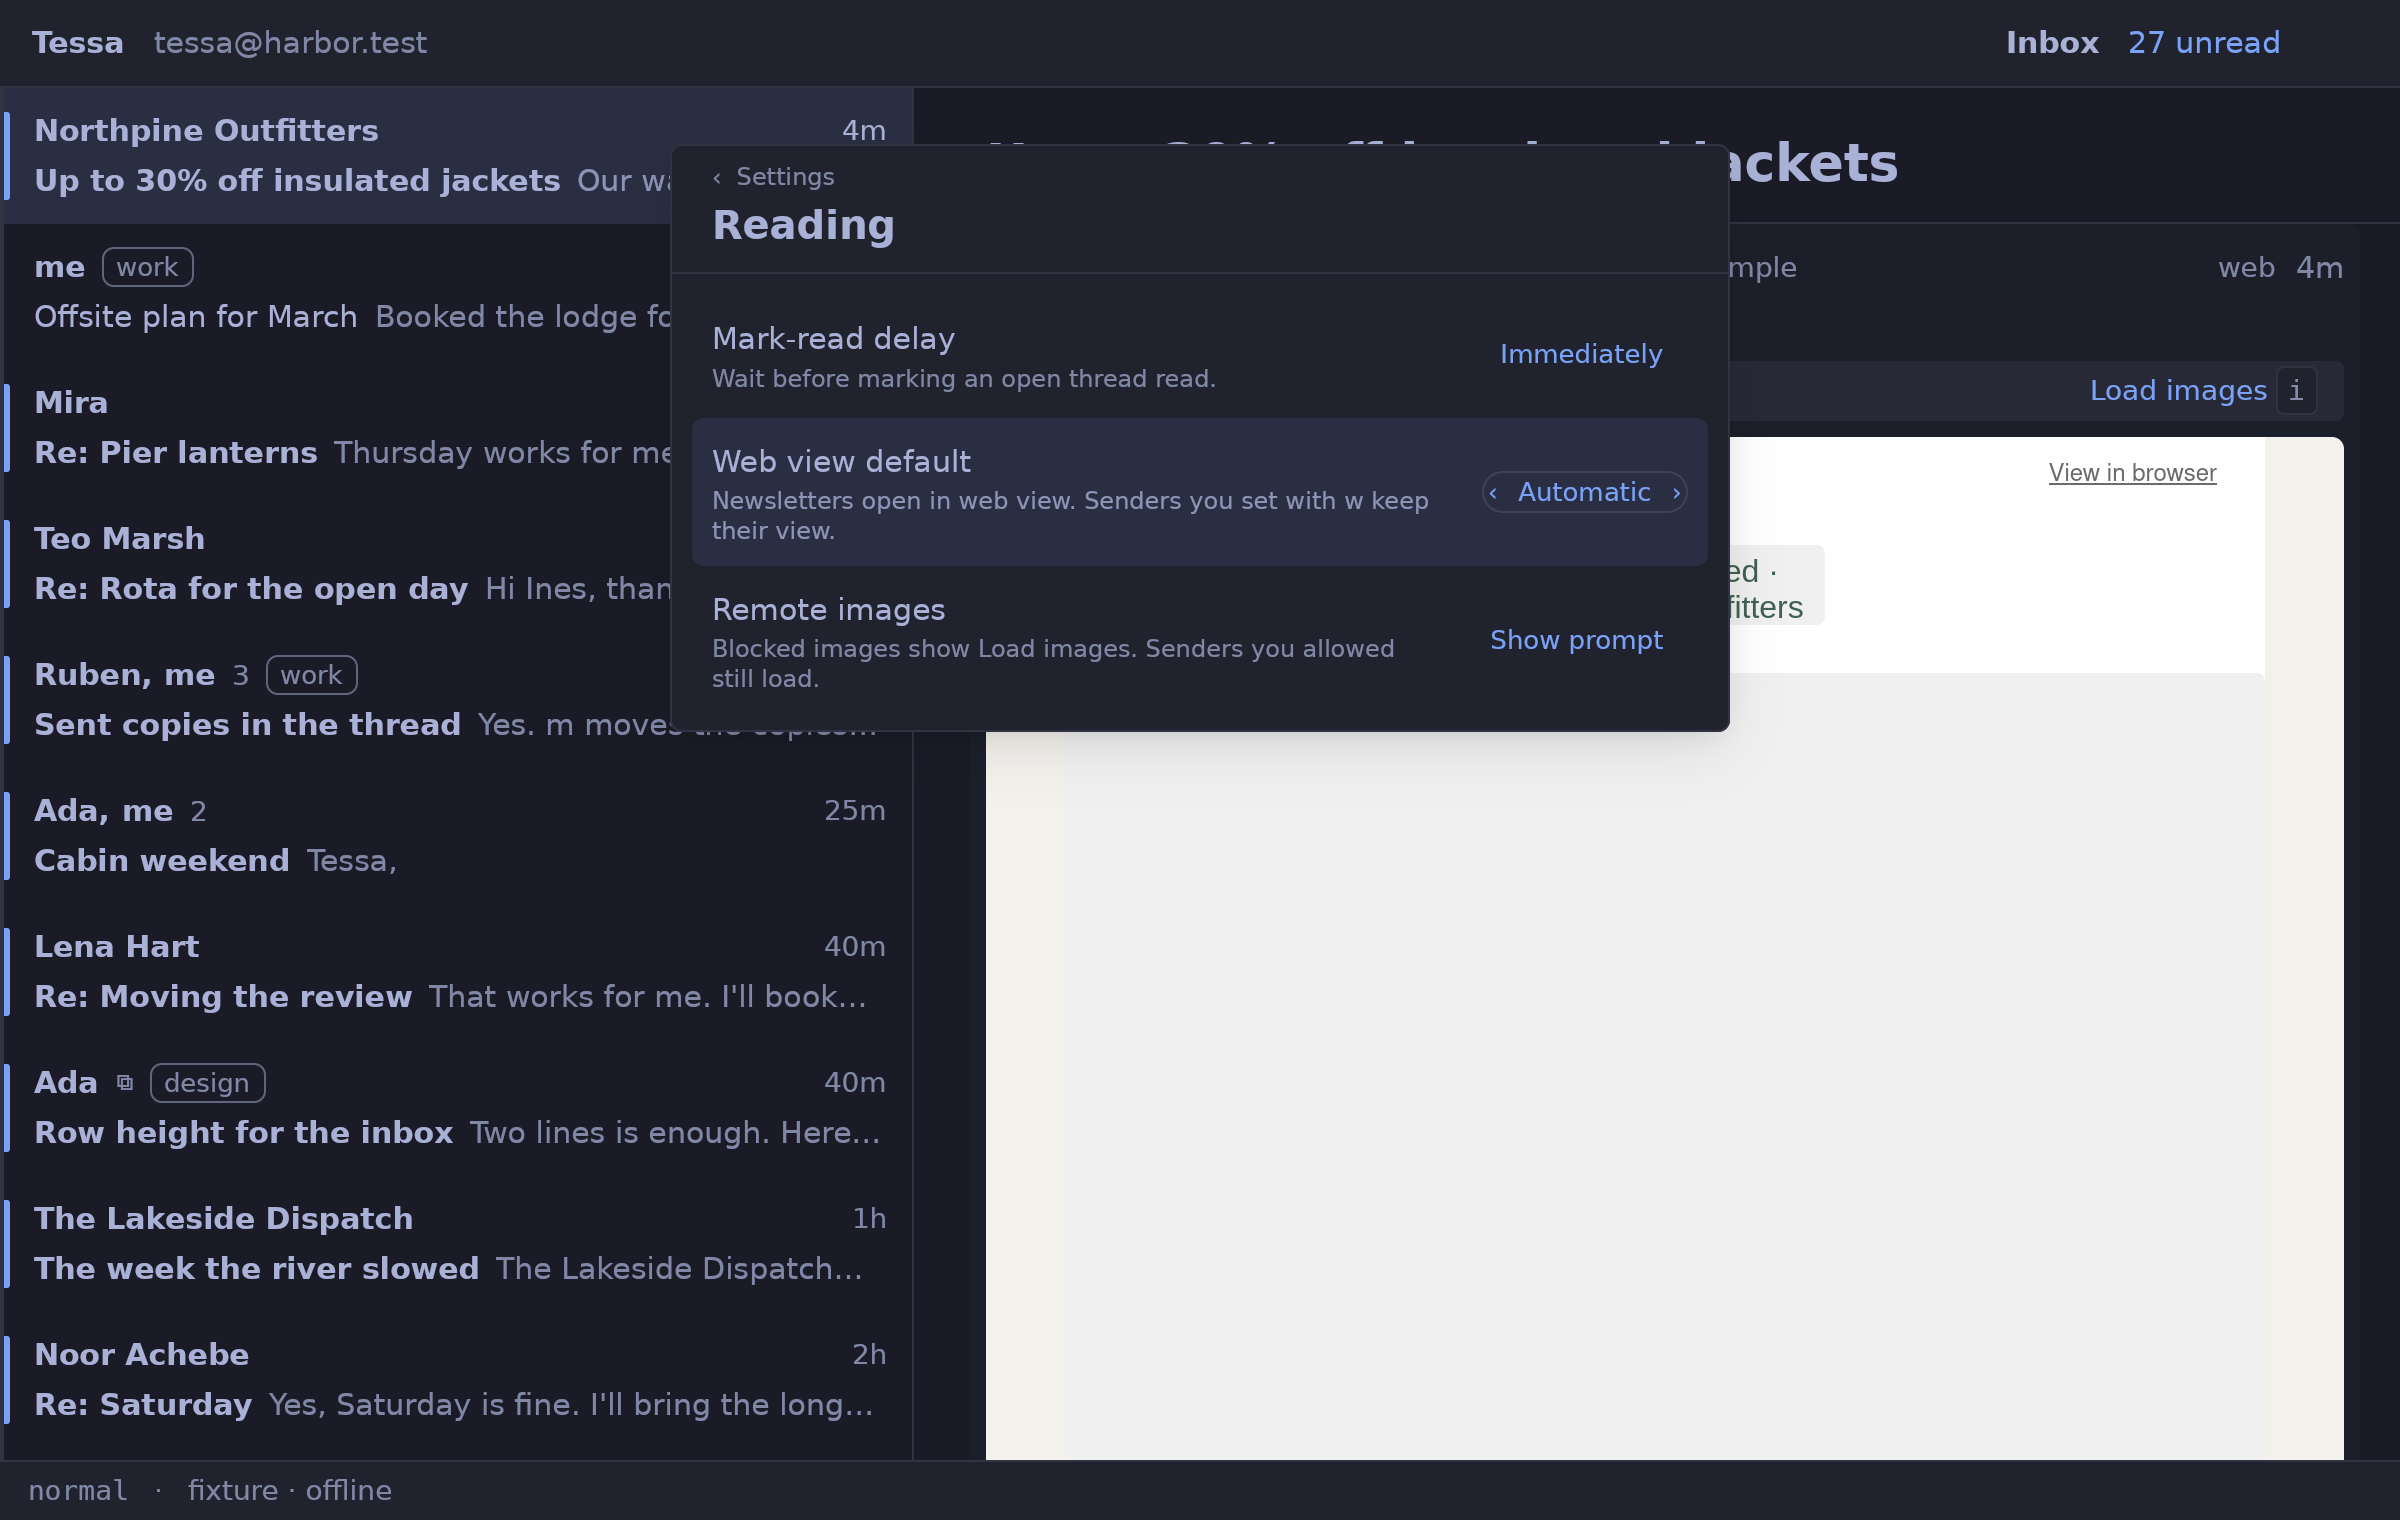 Tessa tessa@harbor.test
Inbox 27 unread
Northpine Outfitters 4m
Up to 30% off insulated jackets Our
me work
Offsite plan for March Booked the lodge
Mira
Re: Pier lanterns Thursday works for me
Teo Marsh
Re: Rota for the open day Hi Ines,
Ruben, me 3 work
Sent copies in the thread Yes. m moves
Ada, me 2 25m
Cabin weekend Tessa,
Lena Hart 40m
Re: Moving the review That works for me. I'll book...
Ada design 40m
Row height for the inbox Two lines is enough. Here...
The Lakeside Dispatch 1h
The week the river slowed The Lakeside Dispatch...
Noor Achebe 2h
Re: Saturday Yes, Saturday is fine. I'll bring the long...
‹ Settings
Reading
Mark-read delay
Wait before marking an open thread read.
Immediately
Web view default
Newsletters open in web view. Senders you set with w keep
their view.
‹ Automatic ›
Remote images
Blocked images show Load images. Senders you allowed
still load.
Show prompt
ackets
mple web 4m
Load images i
View in browser
ed ·
fitters
normal · fixture · offline